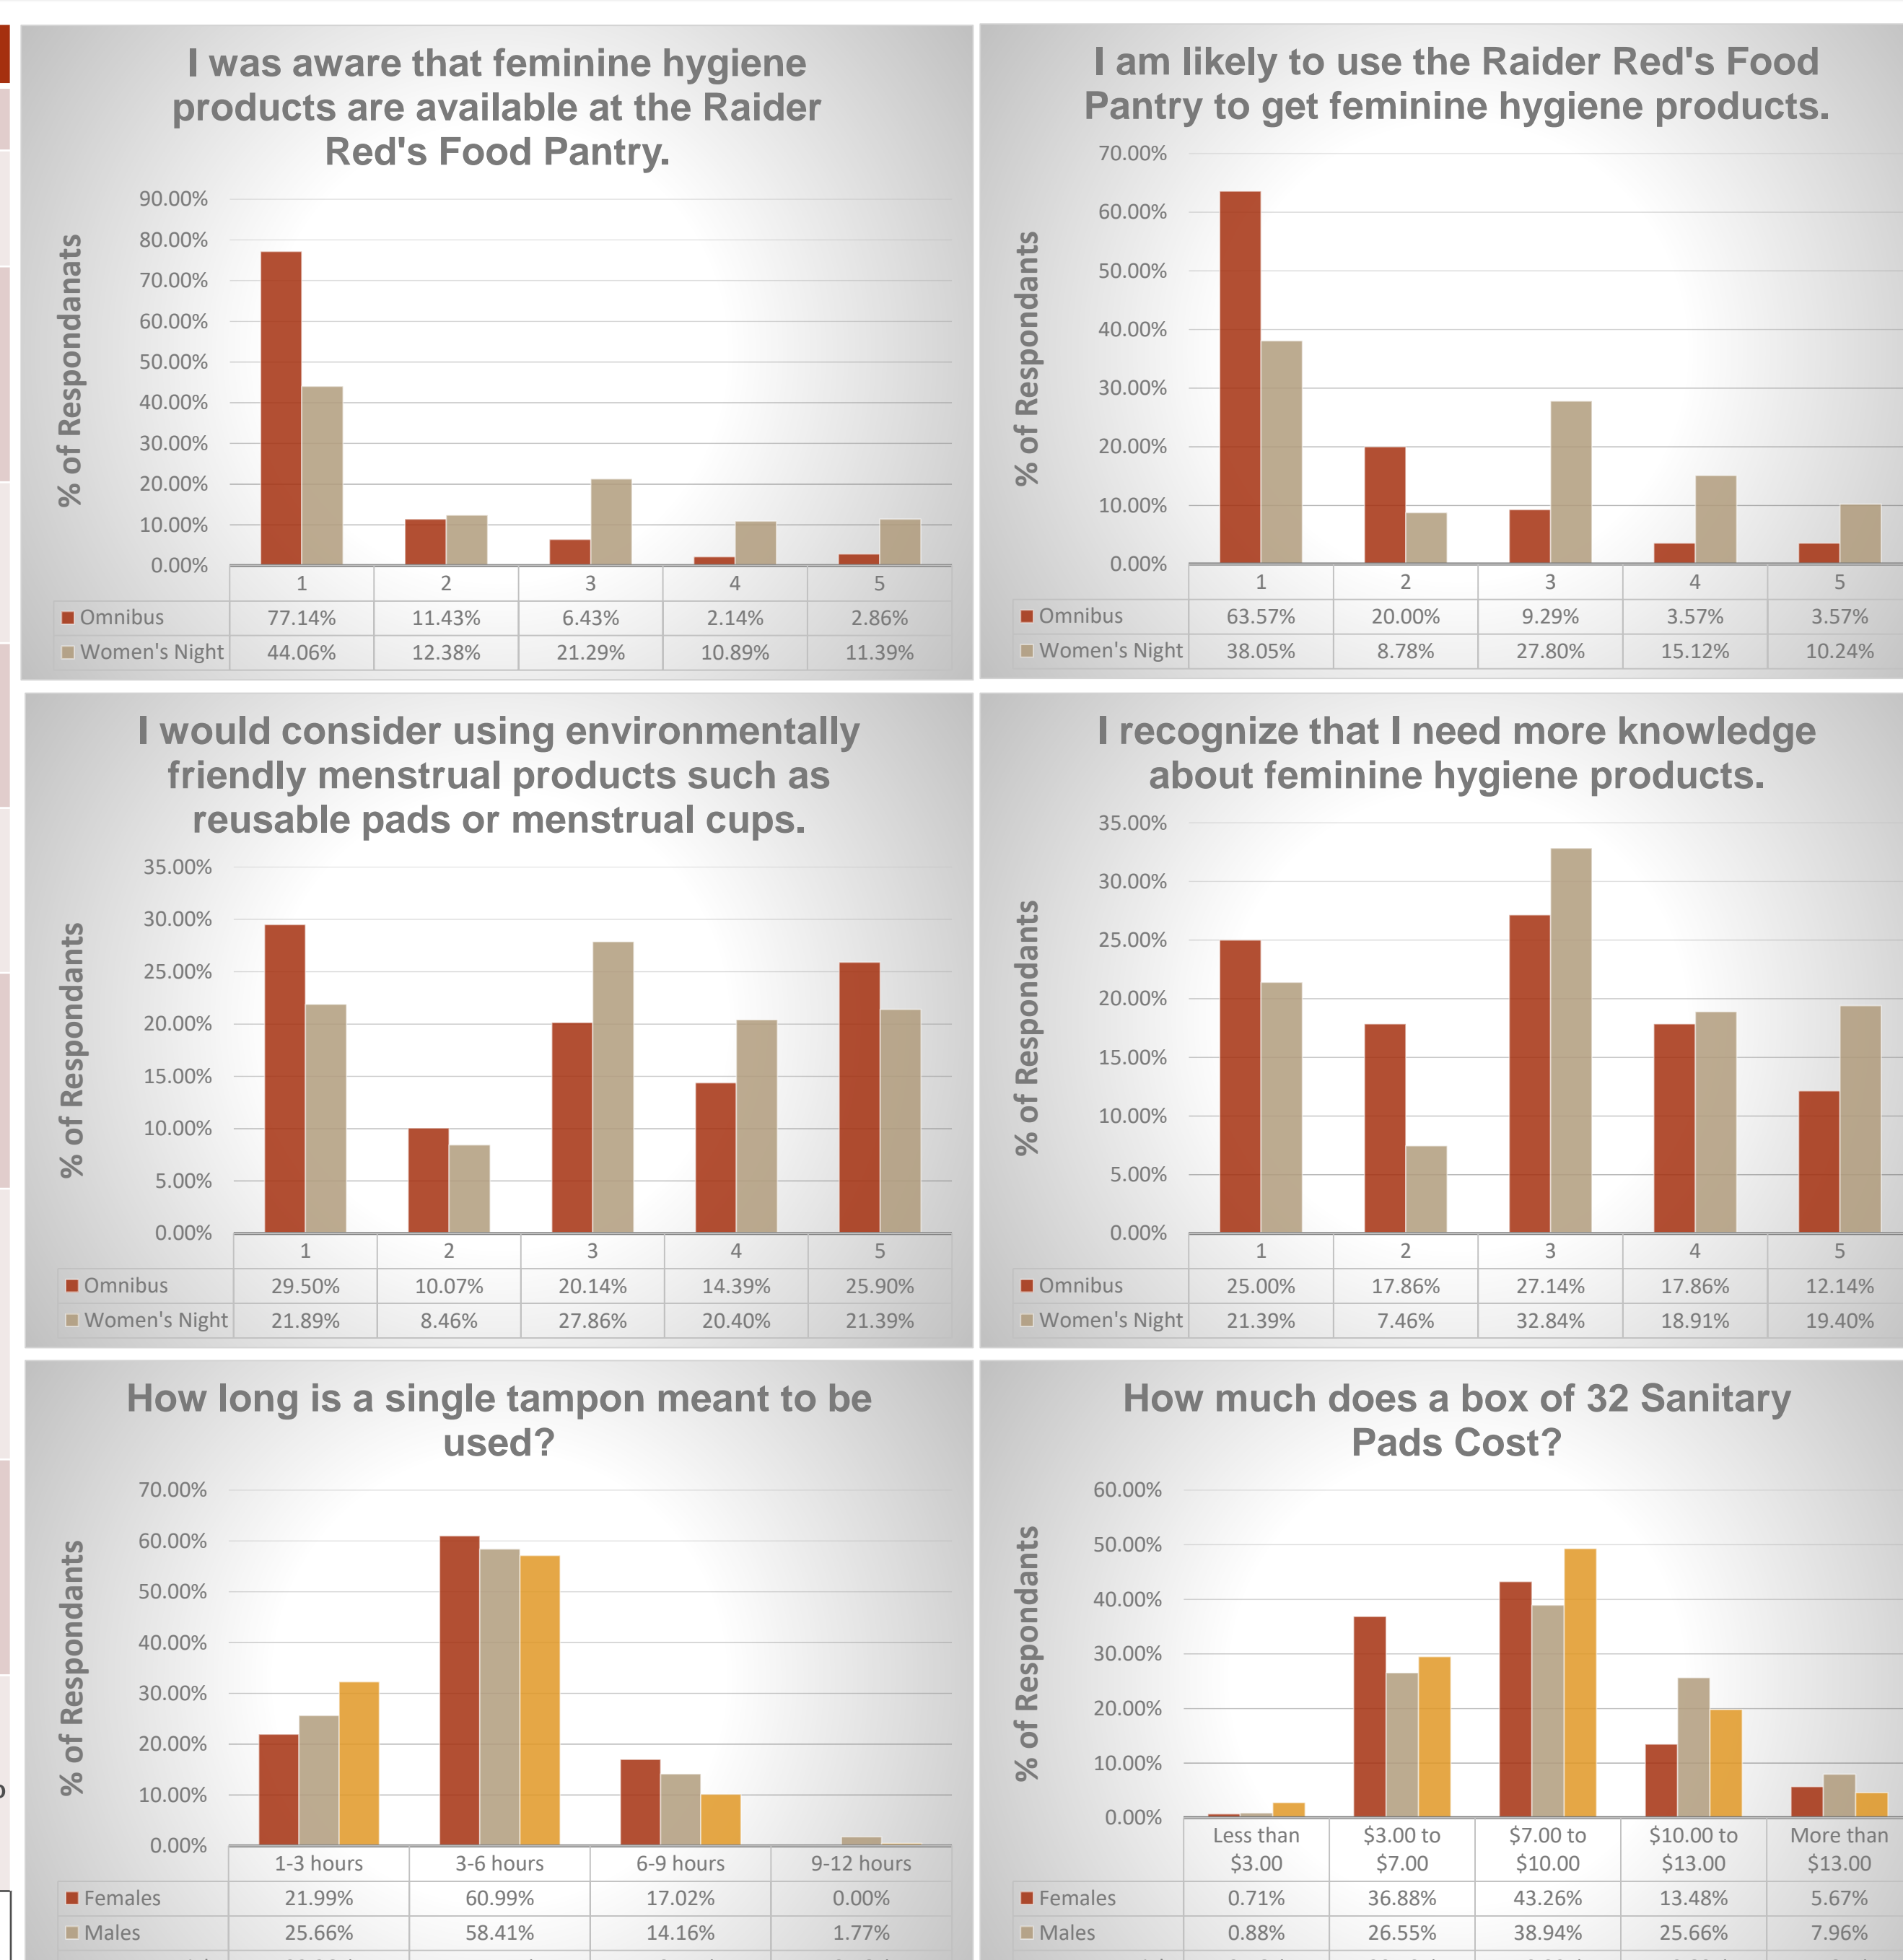 I was aware that feminine hygiene
products are available at the Raider
Red's Food Pantry.
% of Respondanats
90.00%
80.00%
70.00%
60.00%
50.00%
40.00%
30.00%
20.00%
10.00%
0.00%
1 2 3 4 5
Omnibus 77.14% 11.43% 6.43% 2.14% 2.86%
Women's Night 44.06% 12.38% 21.29% 10.89% 11.39%
I am likely to use the Raider Red's Food
Pantry to get feminine hygiene products.
% of Respondants
70.00%
60.00%
50.00%
40.00%
30.00%
20.00%
10.00%
0.00%
1 2 3 4 5
Omnibus 63.57% 20.00% 9.29% 3.57% 3.57%
Women's Night 38.05% 8.78% 27.80% 15.12% 10.24%
I would consider using environmentally
friendly menstrual products such as
reusable pads or menstrual cups.
% of Respondants
35.00%
30.00%
25.00%
20.00%
15.00%
10.00%
5.00%
0.00%
1 2 3 4 5
Omnibus 29.50% 10.07% 20.14% 14.39% 25.90%
Women's Night 21.89% 8.46% 27.86% 20.40% 21.39%
I recognize that I need more knowledge
about feminine hygiene products.
% of Respondants
35.00%
30.00%
25.00%
20.00%
15.00%
10.00%
5.00%
0.00%
1 2 3 4 5
Omnibus 25.00% 17.86% 27.14% 17.86% 12.14%
Women's Night 21.39% 7.46% 32.84% 18.91% 19.40%
How long is a single tampon meant to be
used?
% of Respondants
70.00%
60.00%
50.00%
40.00%
30.00%
20.00%
10.00%
0.00%
1-3 hours 3-6 hours 6-9 hours 9-12 hours
Females 21.99% 60.99% 17.02% 0.00%
Males 25.66% 58.41% 14.16% 1.77%
How much does a box of 32 Sanitary
Pads Cost?
% of Respondants
60.00%
50.00%
40.00%
30.00%
20.00%
10.00%
0.00%
Less than $3.00 to $7.00 to $10.00 to More than
$3.00 $7.00 $10.00 $13.00 $13.00
Females 0.71% 36.88% 43.26% 13.48% 5.67%
Males 0.88% 26.55% 38.94% 25.66% 7.96%